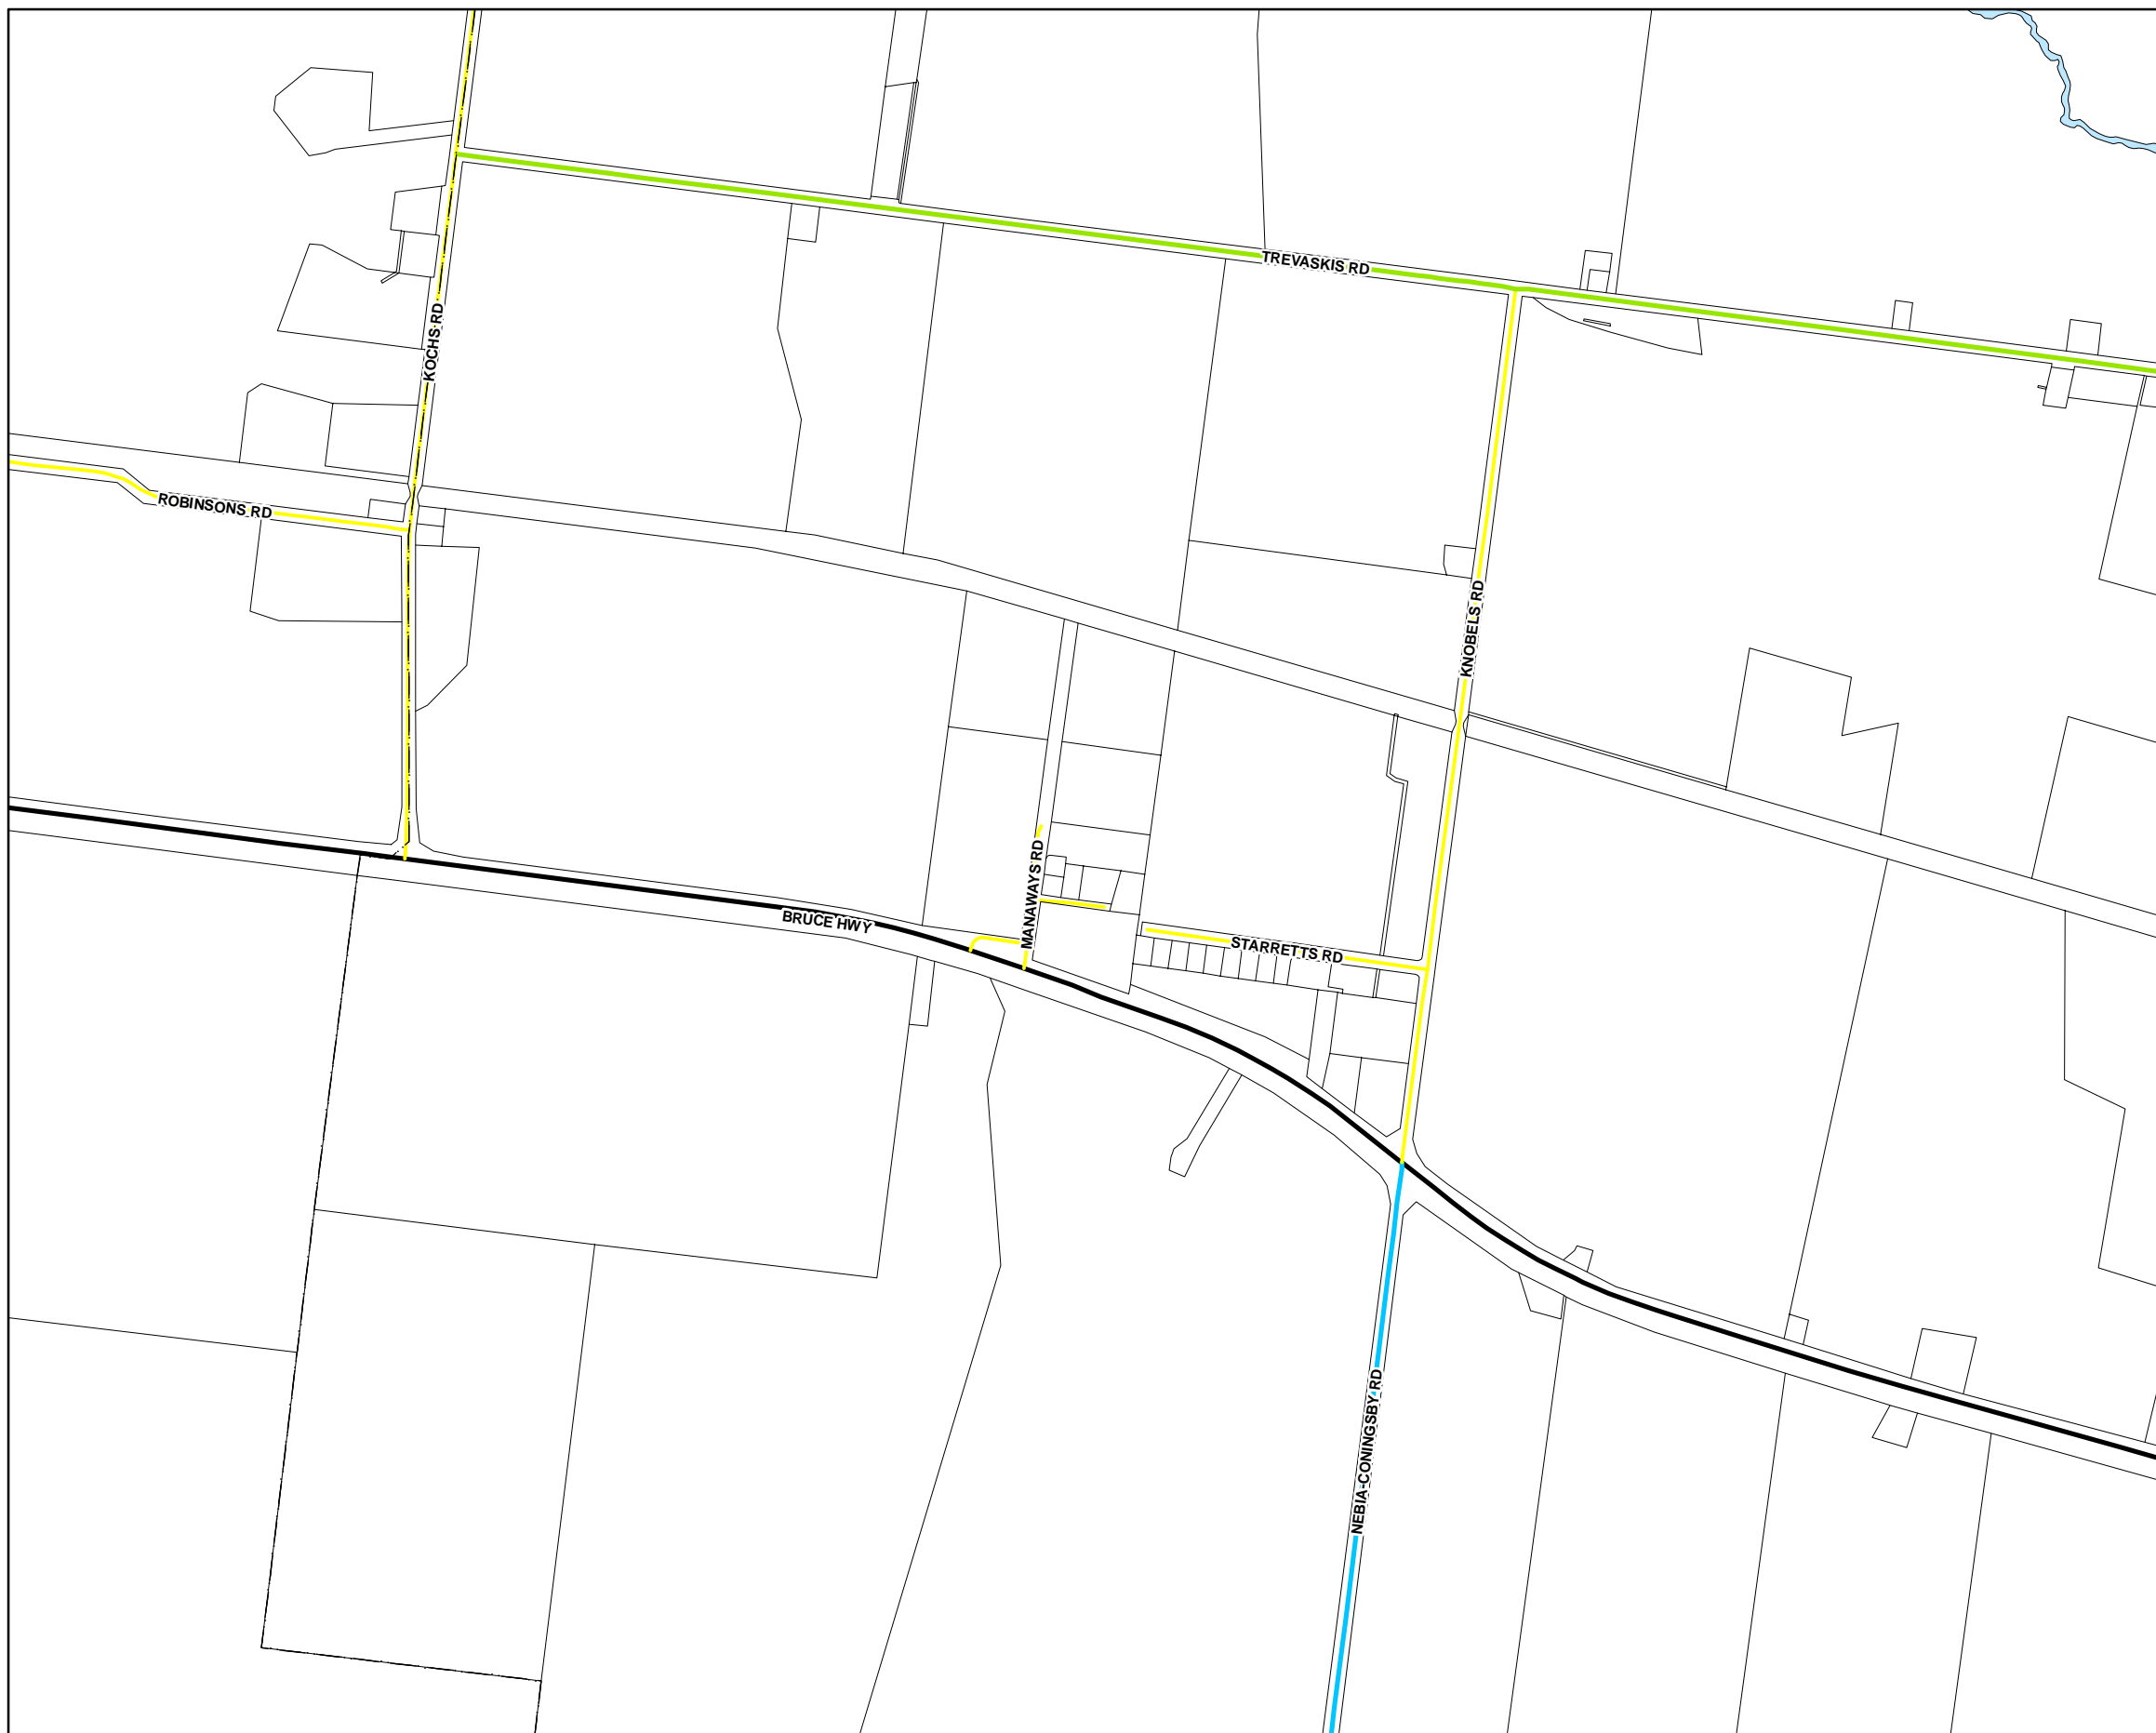 TREVASKIS RD
KOCHS RD
ROBINSONS RD
KNOBELS RD
MANAWAYS RD
BRUCE HWY
STARRETTS RD
NEBIA-CONINGSBY RD